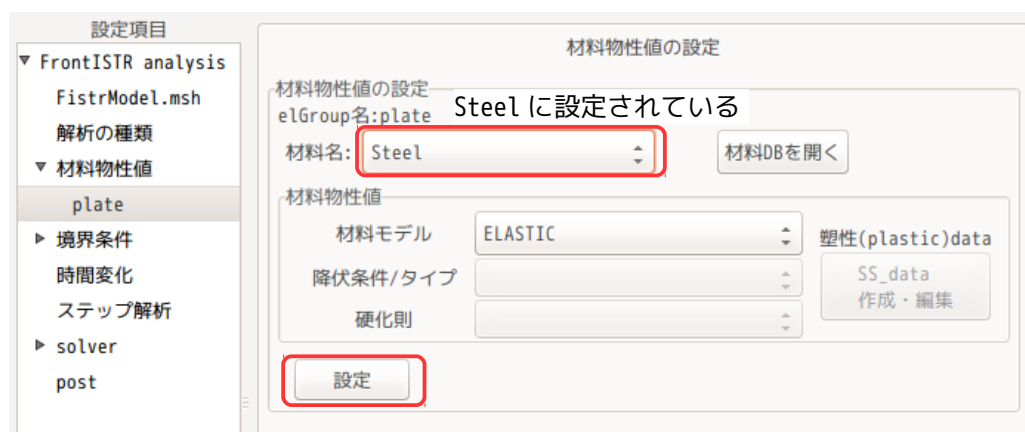 設定項目
▼ FrontISTR analysis
FistrModel.msh
解析の種類
▼ 材料物性値
plate
▶ 境界条件
時間変化
ステップ解析
▶ solver
post
材料物性値の設定
材料物性値の設定
elGroup名:plate
Steelに設定されている
材料名: Steel 材料DBを開く
材料物性値
材料モデル ELASTIC
塑性(plastic)data
降伏条件/タイプ
SS_data
作成・編集
硬化則
設定